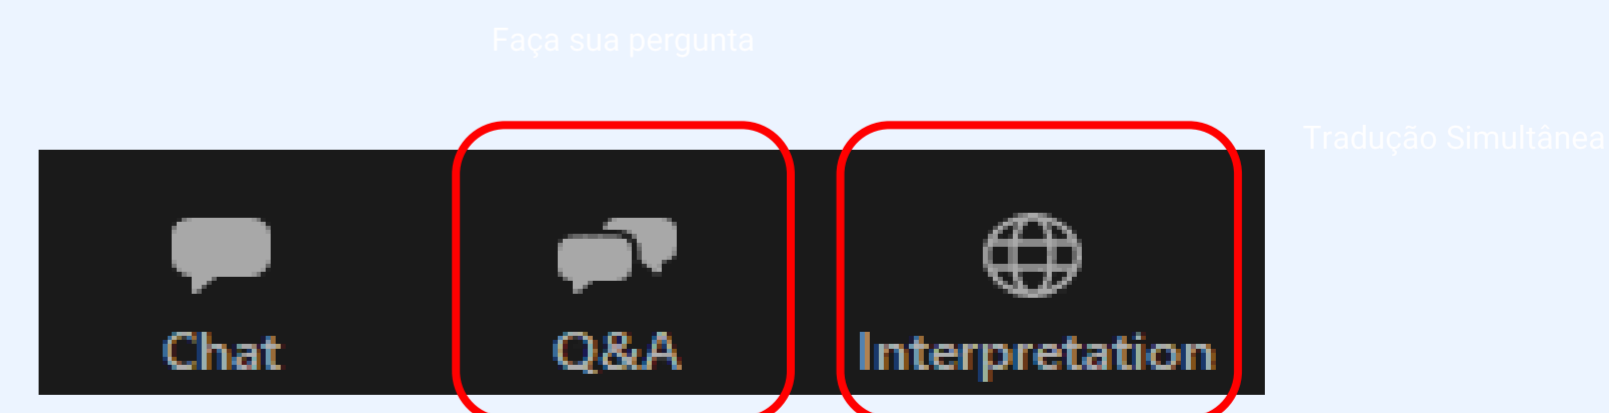 Faça sua pergunta
Tradução Simultânea
Chat
Q&A
Interpretation